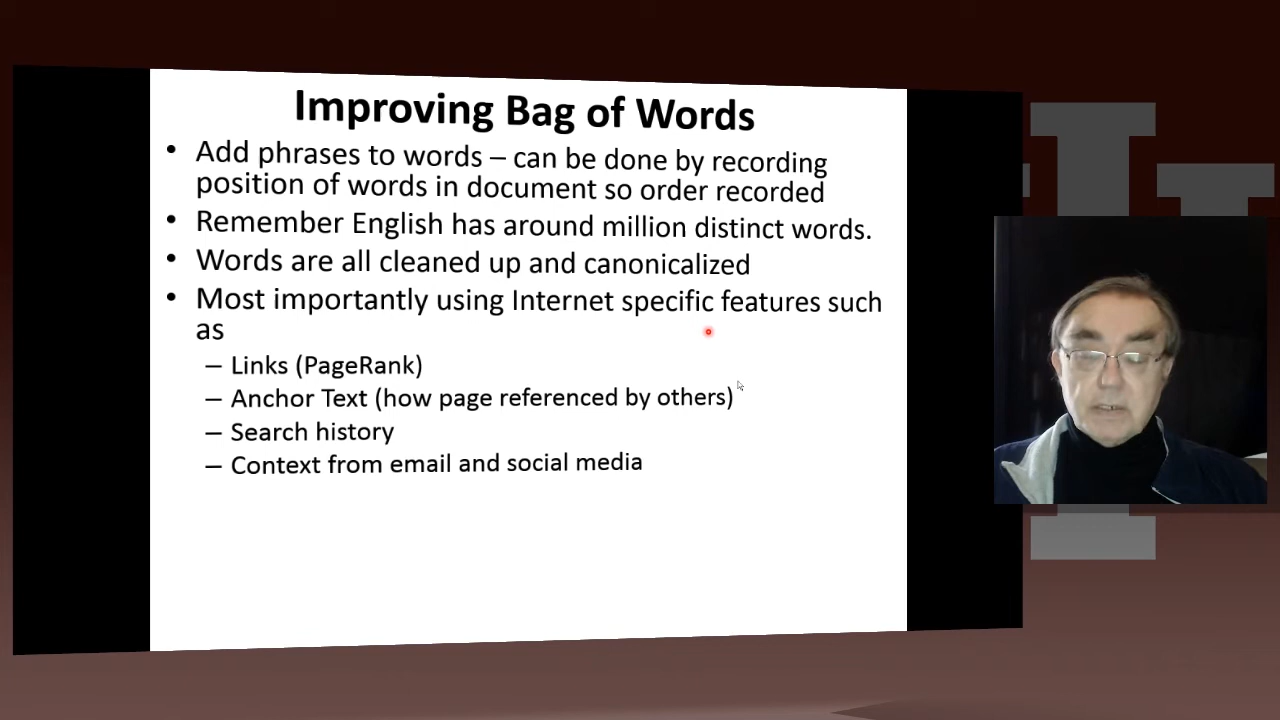 Improving Bag of Words
• Add phrases to words – can be done by recording
position of words in document so order recorded
• Remember English has around million distinct words.
• Words are all cleaned up and canonicalized
• Most importantly using Internet specific features such
as
– Links (PageRank)
– Anchor Text (how page referenced by others)
– Search history
– Context from email and social media